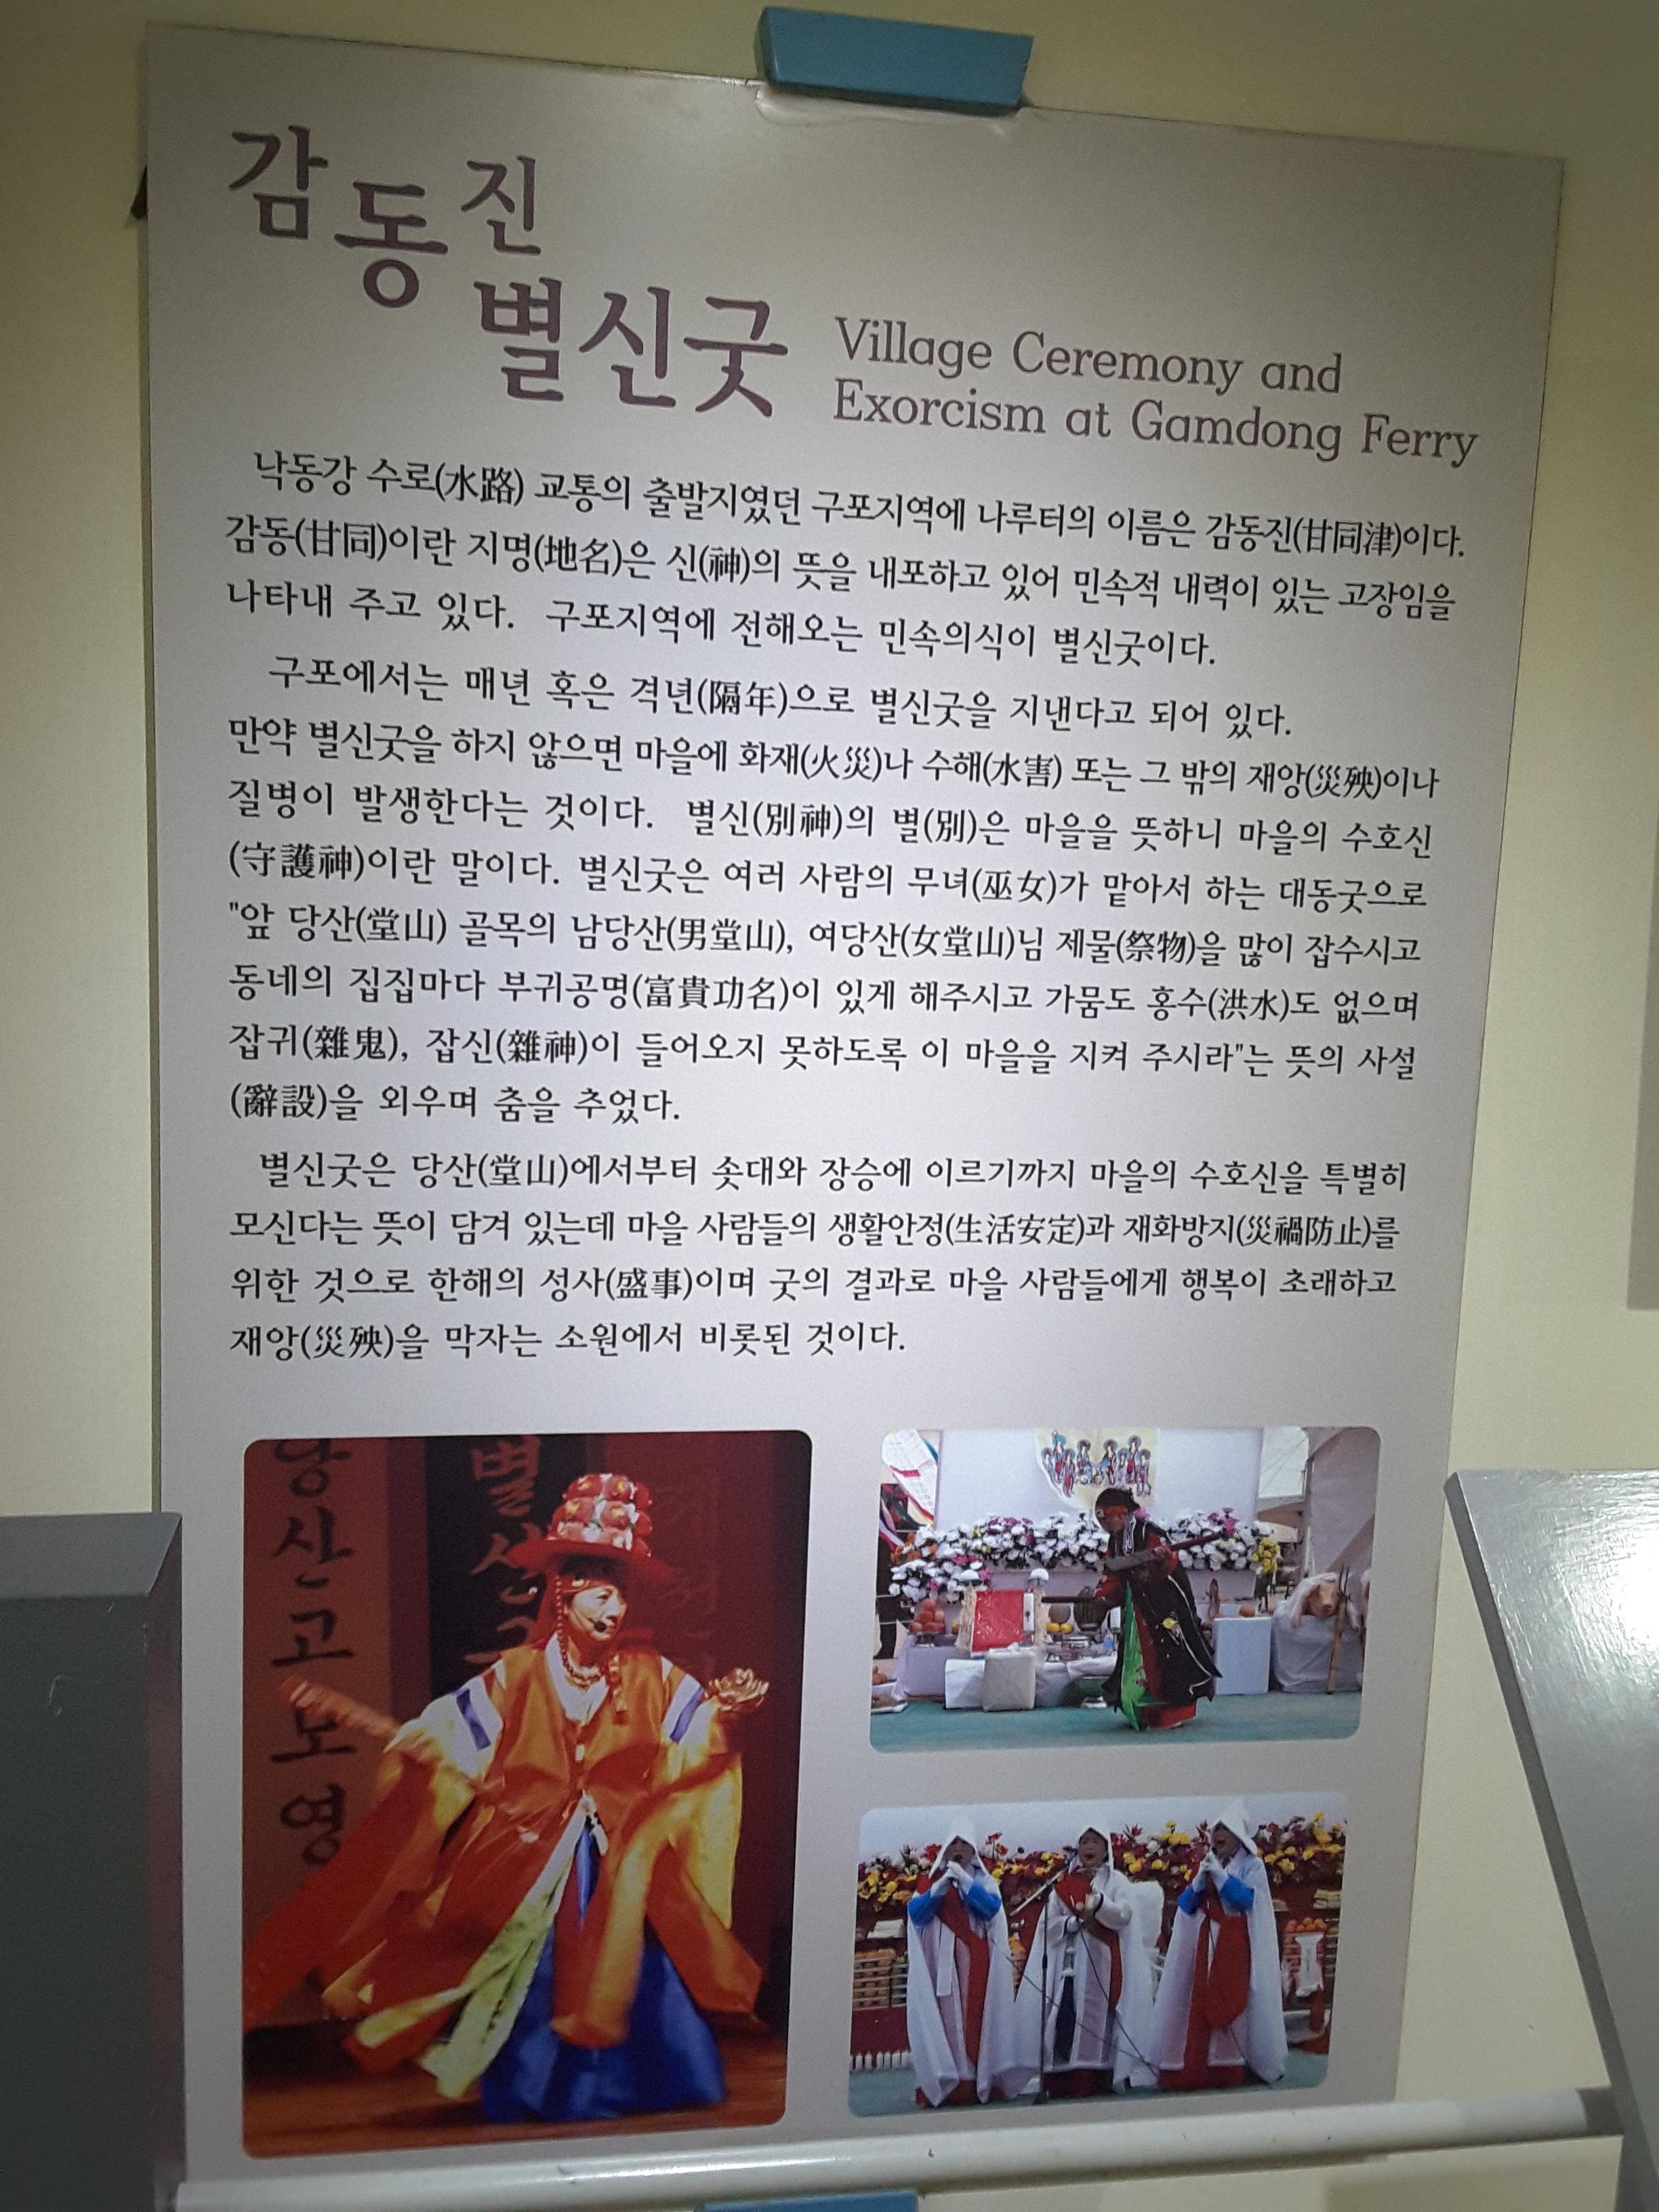 감동진
별신굿
Village Ceremony and
Exorcism at Gamdong Ferry
낙동강 수로(水路) 교통의 출발지였던 구포지역에 나루터의 이름은 감동진(甘同津)이다.
감동(甘同)이란 지명(地名)은 신(神)의 뜻을 내포하고 있어 민속적 내력이 있는 고장임을
나타내 주고 있다. 구포지역에 전해오는 민속의식이 별신굿이다.
구포에서는 매년 혹은 격년(隔年)으로 별신굿을 지낸다고 되어 있다.
만약 별신굿을 하지 않으면 마을에 화재(火災)나 수해(水害) 또는 그 밖의 재앙(災殃)이나
질병이 발생한다는 것이다. 별신(別神)의 별(別)은 마을을 뜻하니 마을의 수호신
(守護神)이란 말이다. 별신굿은 여러 사람의 무녀(巫女)가 맡아서 하는 대동굿으로
"앞 당산(堂山) 골목의 남당산(男堂山), 여당산(女堂山)님 제물(祭物)을 많이 잡수시고
동네의 집집마다 부귀공명(富貴功名)이 있게 해주시고 가뭄도 홍수(洪水)도 없으며
잡귀(雜鬼), 잡신(雜神)이 들어오지 못하도록 이 마을을 지켜 주시라"는 뜻의 사설
(辭設)을 외우며 춤을 추었다.
별신굿은 당산(堂山)에서부터 솟대와 장승에 이르기까지 마을의 수호신을 특별히
모신다는 뜻이 담겨 있는데 마을 사람들의 생활안정(生活安定)과 재화방지(災禍防止)를
위한 것으로 한해의 성사(盛事)이며 굿의 결과로 마을 사람들에게 행복이 초래하고
재앙(災殃)을 막자는 소원에서 비롯된 것이다.
당산고모영
별신굿